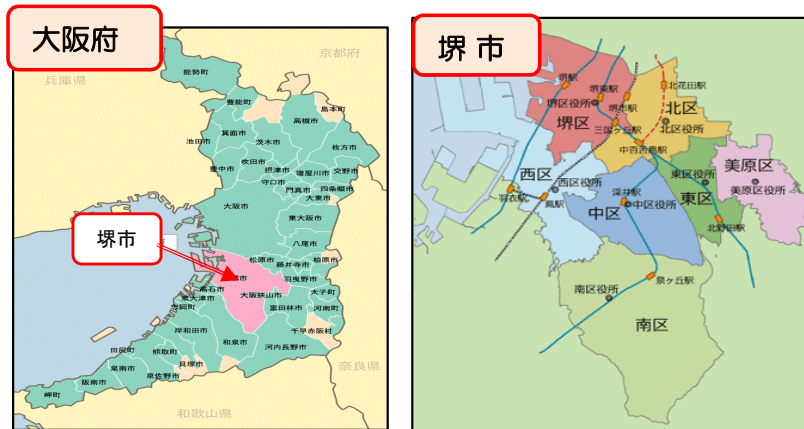 大阪府
京都府
兵庫県
能勢町
豊能町
島本町
高槻市
箕面市
茨木市
池田市
枚方市
吹田市
豊中市
摂津市
寝屋川市
交野市
守口市
門真市
四條畷市
大東市
大阪市
東大阪市
八尾市
堺市
松原市
藤井寺市
柏原市
羽曳野市
高石市
大阪狭山市
太子町
泉大津市
忠岡町
富田林市
河南町
千早赤阪村
岸和田市
和泉市
河内長野市
田尻町
熊取町
貝塚市
泉南市
泉佐野市
阪南市
岬町
奈良県
和歌山県
堺 市
堺駅
堺東駅
北花田駅
堺区役所
堺市駅
北区
堺区
三国ヶ丘駅
北区役所
中百舌鳥駅
西区
西区役所
羽衣駅
鳳駅
深井駅
中区
中区役所
東区役所
東区
北野田駅
美原区
美原区役所
泉ヶ丘駅
南区役所
南区